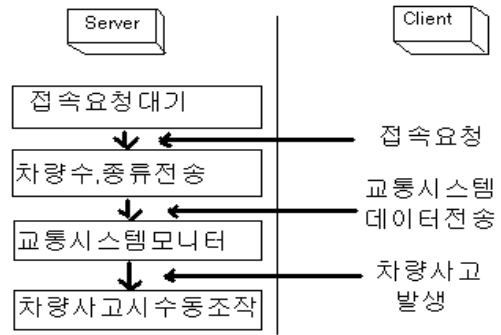 Server
Client
접속요청대기
접속요청
차량수,종류전송
교통시스템
데이터전송
교통시스템모니터
차량사고
발생
차량사고시수동조작